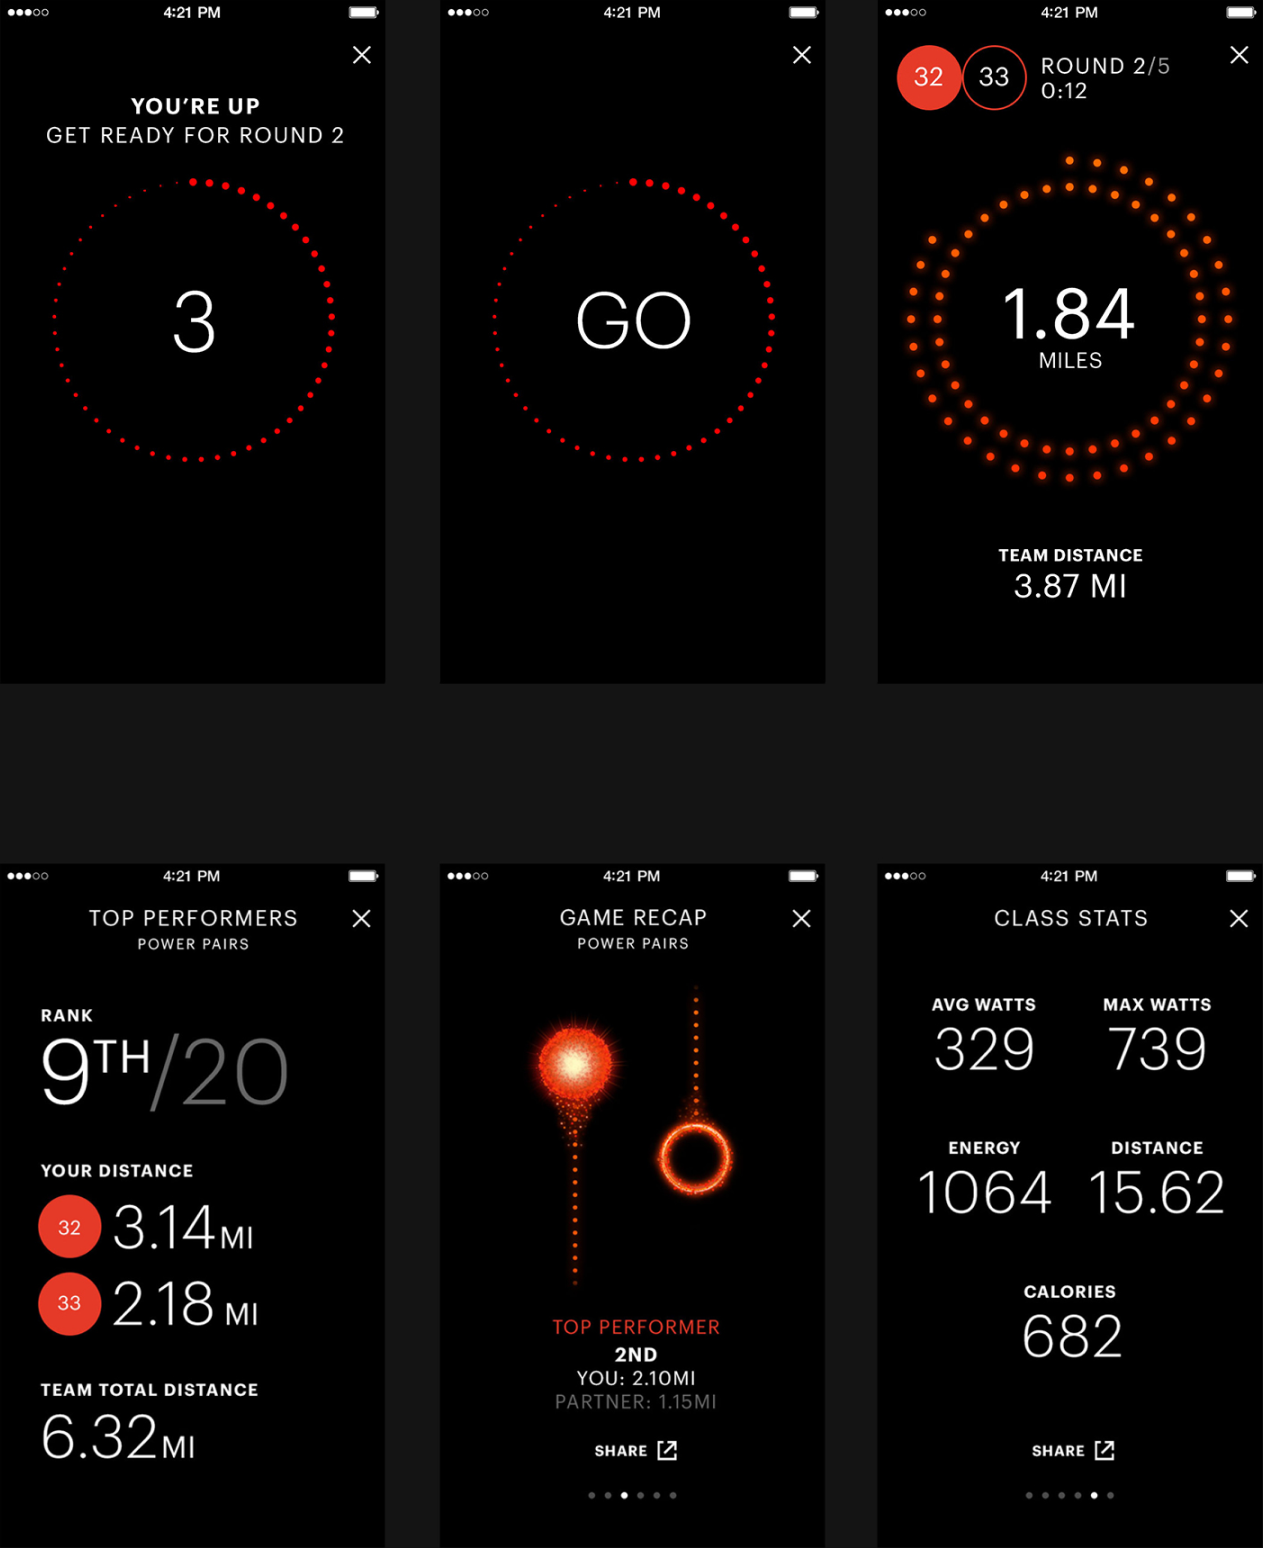 4:21 PM
YOU'RE UP
GET READY FOR ROUND 2
3
4:21 PM
GO
4:21 PM
32 33 ROUND 2/5
0:12
1.84
MILES
TEAM DISTANCE
3.87 MI
4:21 PM
TOP PERFORMERS
POWER PAIRS
RANK
9TH/20
YOUR DISTANCE
32 3.14MI
33 2.18 MI
TEAM TOTAL DISTANCE
6.32MI
4:21 PM
GAME RECAP
POWER PAIRS
TOP PERFORMER
2ND
YOU: 2.10MI
PARTNER: 1.15MI
SHARE
4:21 PM
CLASS STATS
AVG WATTS MAX WATTS
329 739
ENERGY DISTANCE
1064 15.62
CALORIES
682
SHARE